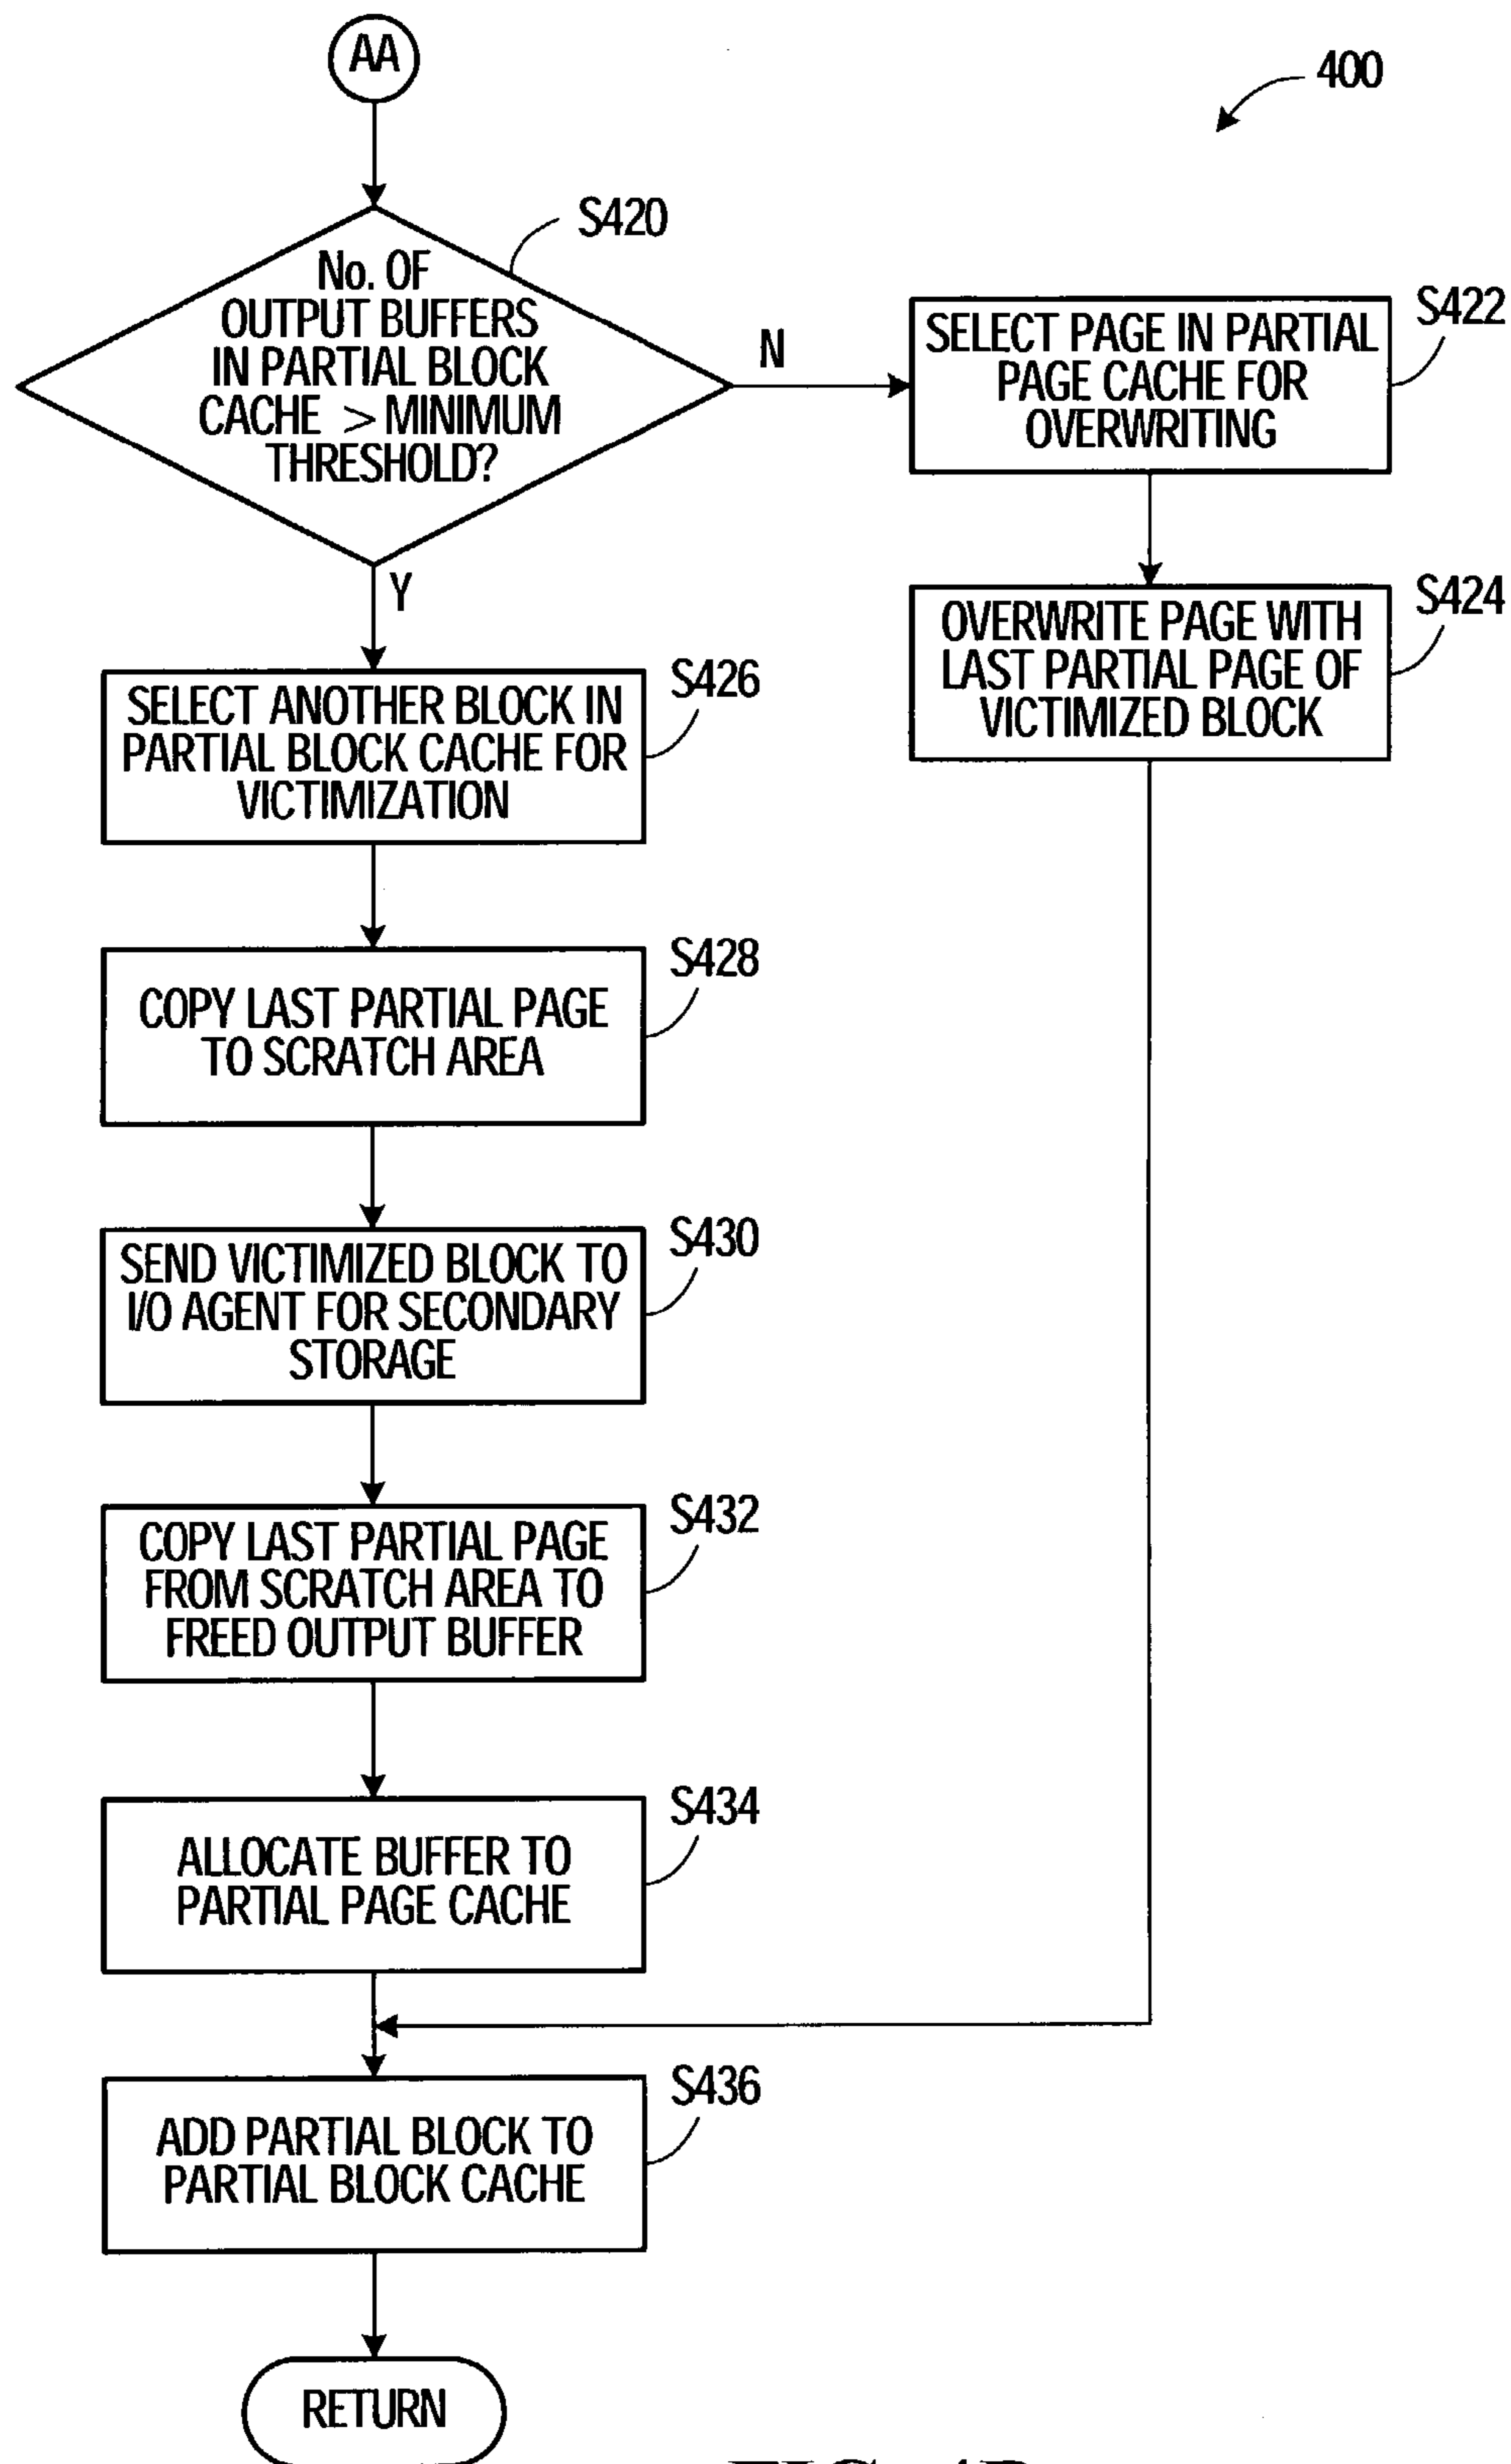 AA
400
S420
No. OF
OUTPUT BUFFERS
IN PARTIAL BLOCK
CACHE > MINIMUM
THRESHOLD?
N
Y
S422
SELECT PAGE IN PARTIAL
PAGE CACHE FOR
OVERWRITING
S424
OVERWRITE PAGE WITH
LAST PARTIAL PAGE OF
VICTIMIZED BLOCK
S426
SELECT ANOTHER BLOCK IN
PARTIAL BLOCK CACHE FOR
VICTIMIZATION
S428
COPY LAST PARTIAL PAGE
TO SCRATCH AREA
S430
SEND VICTIMIZED BLOCK TO
I/O AGENT FOR SECONDARY
STORAGE
S432
COPY LAST PARTIAL PAGE
FROM SCRATCH AREA TO
FREED OUTPUT BUFFER
S434
ALLOCATE BUFFER TO
PARTIAL PAGE CACHE
S436
ADD PARTIAL BLOCK TO
PARTIAL BLOCK CACHE
RETURN